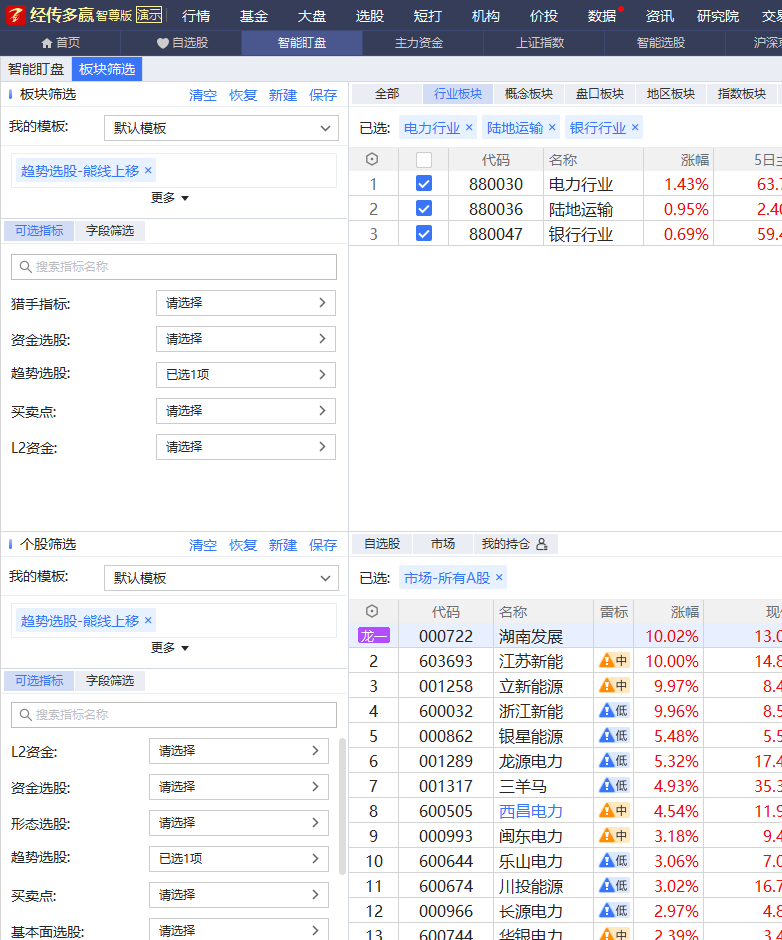 经传多赢 智尊版 演示 行情 基金 大盘 选股 短打 机构 价投 数据 资讯 研究院 交易
首页 自选股 智能盯盘 主力资金 上证指数 智能选股 沪深京
智能盯盘 板块筛选
板块筛选 清空 恢复 新建 保存
我的模板: 默认模板
趋势选股-能线上移 ×
更多
可选指标 字段筛选
搜索指标名称
猎手指标: 请选择
资金选股: 请选择
趋势选股: 已选1项
买卖点: 请选择
L2资金: 请选择
全部 行业板块 概念板块 盘口板块 地区板块 指数板块
已选: 电力行业 × 陆地运输 × 银行行业 ×
代码 名称 涨幅 5日主
1 880030 电力行业 1.43% 63.7
2 880036 陆地运输 0.95% 2.40
3 880047 银行行业 0.69% 59.4
个股筛选 清空 恢复 新建 保存
我的模板: 默认模板
趋势选股-能线上移 ×
更多
可选指标 字段筛选
搜索指标名称
L2资金: 请选择
资金选股: 请选择
形态选股: 请选择
趋势选股: 已选1项
买卖点: 请选择
基本面选股: 请选择
自选股 市场 我的持仓
已选: 市场-所有A股 ×
代码 名称 雷标 涨幅 现价
龙一 000722 湖南发展 10.02% 13.0
2 603693 江苏新能 中 10.00% 14.8
3 001258 立新能源 中 9.97% 8.4
4 600032 浙江新能 低 9.96% 8.5
5 000862 银星能源 低 5.48% 5.5
6 001289 龙源电力 低 5.32% 17.4
7 001317 三羊马 低 4.93% 35.3
8 600505 西昌电力 中 4.54% 11.9
9 000993 闽东电力 中 3.18% 9.4
10 600644 乐山电力 低 3.06% 7.0
11 600674 川投能源 低 3.02% 16.7
12 000966 长源电力 低 2.97% 4.8
13 600744 华银电力 中 2.39% 3.4